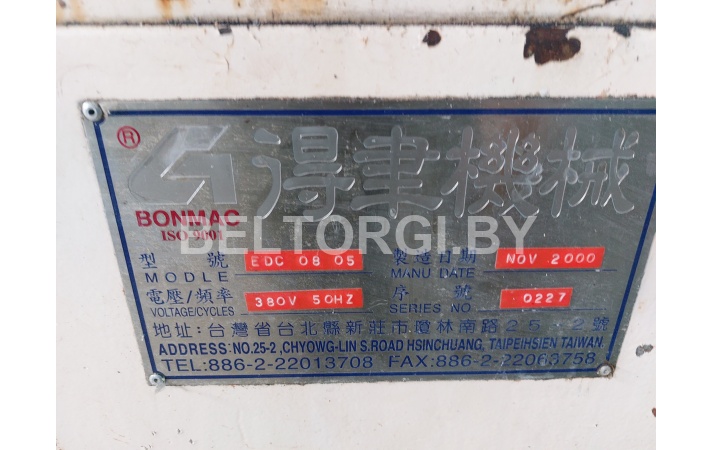 ® 得聿機械
BONMAC
ISO 9001
型 號 EDC 08 05 製造日期 NOV 2000
MODLE MANU DATE
電壓/頻率 380V 50HZ 序 號 0227
VOLTAGE/CYCLES SERIES NO
地址:台灣省台北縣新莊市瓊林南路25-2號
ADDRESS:NO.25-2,CHYOWG-LIN S.ROAD HSINCHUANG, TAIPEIHSIEN TAIWAN
TEL:886-2-22013708 FAX:886-2-22063758
BELTORGI.BY